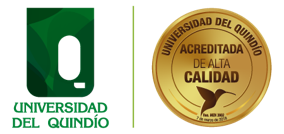 UNIVERSIDAD
DEL QUINDÍO
UNIVERSIDAD DEL QUINDÍO
ACREDITADA
DE ALTA
CALIDAD